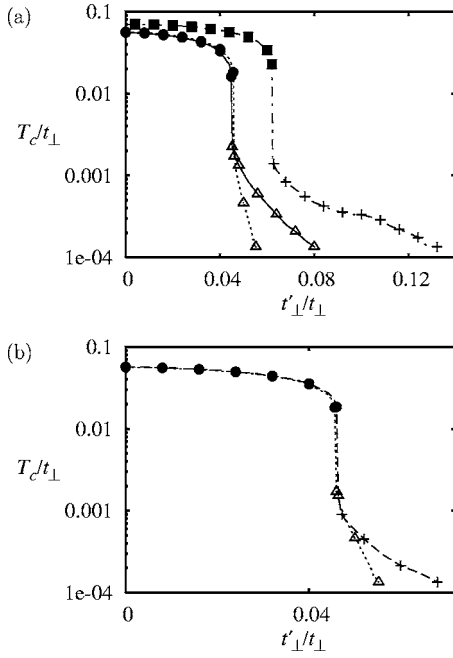 (a)
0.1
0.01
T_c/t_⊥
0.001
1e-04
0 0.04 0.08 0.12
t'_⊥/t_⊥
(b)
0.1
0.01
T_c/t_⊥
0.001
1e-04
0 0.04
t'_⊥/t_⊥